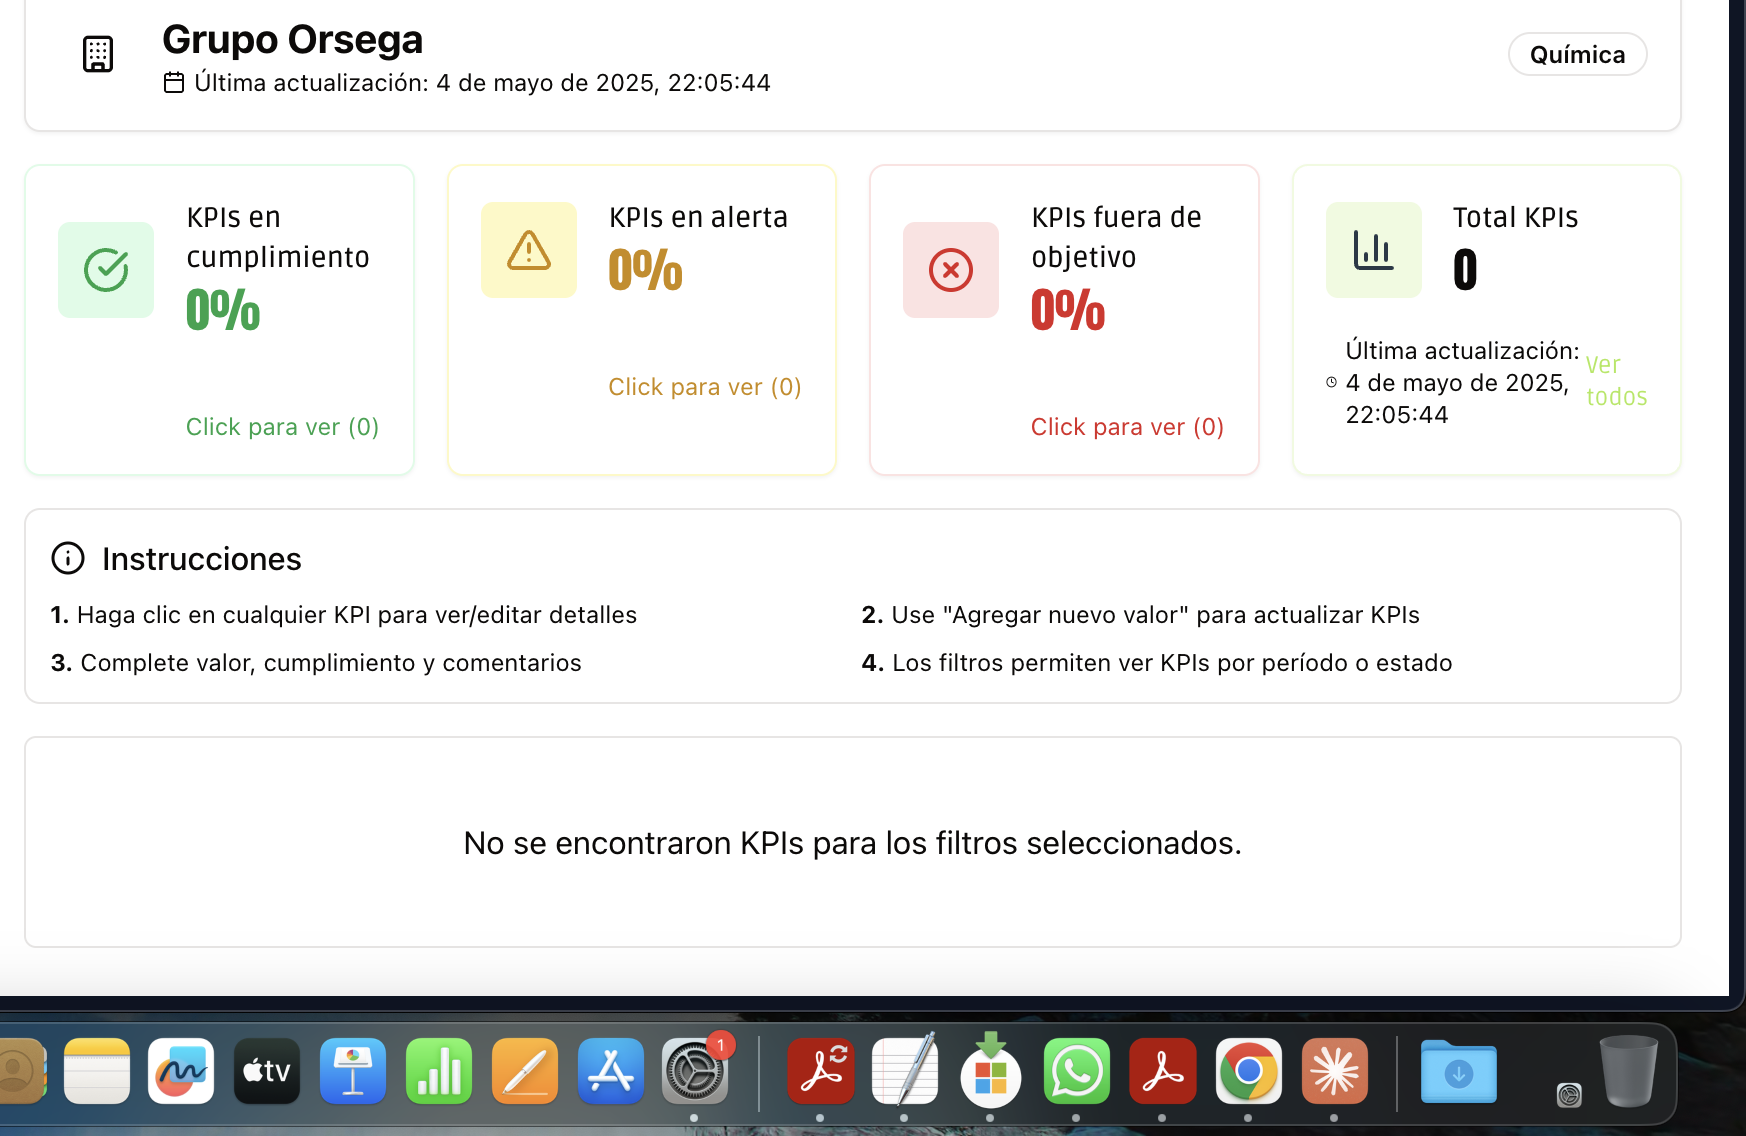 Grupo Orsega
Última actualización: 4 de mayo de 2025, 22:05:44
Química
KPIs en
cumplimiento
0%
Click para ver (0)
KPIs en alerta
0%
Click para ver (0)
KPIs fuera de
objetivo
0%
Click para ver (0)
Total KPIs
0
Última actualización:
4 de mayo de 2025,
22:05:44
Ver
todos
Instrucciones
1. Haga clic en cualquier KPI para ver/editar detalles
2. Use "Agregar nuevo valor" para actualizar KPIs
3. Complete valor, cumplimiento y comentarios
4. Los filtros permiten ver KPIs por período o estado
No se encontraron KPIs para los filtros seleccionados.
tv
1